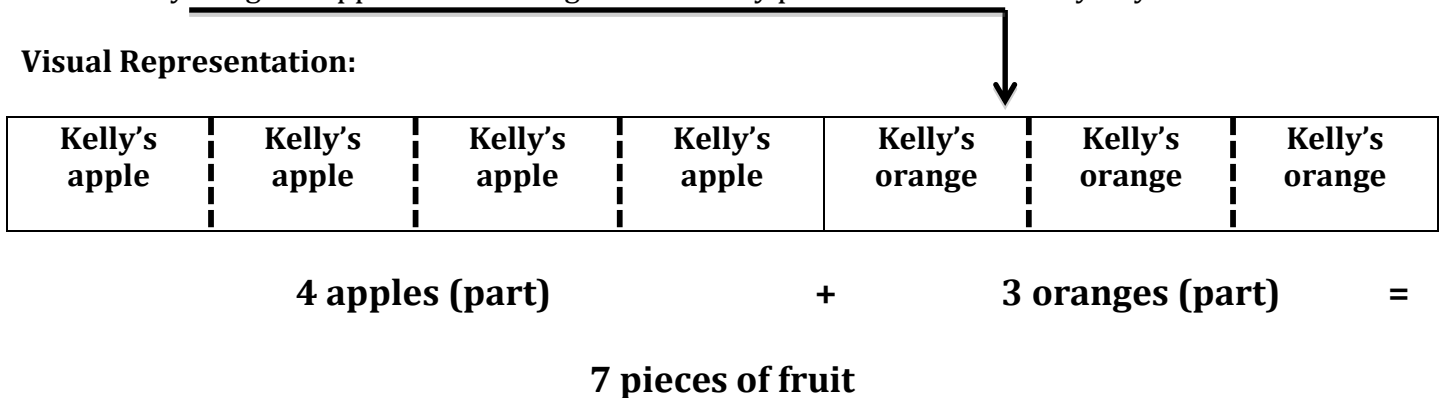 Visual Representation:
Kelly’s apple Kelly’s apple Kelly’s apple Kelly’s apple Kelly’s orange Kelly’s orange Kelly’s orange
4 apples (part) + 3 oranges (part) =
7 pieces of fruit